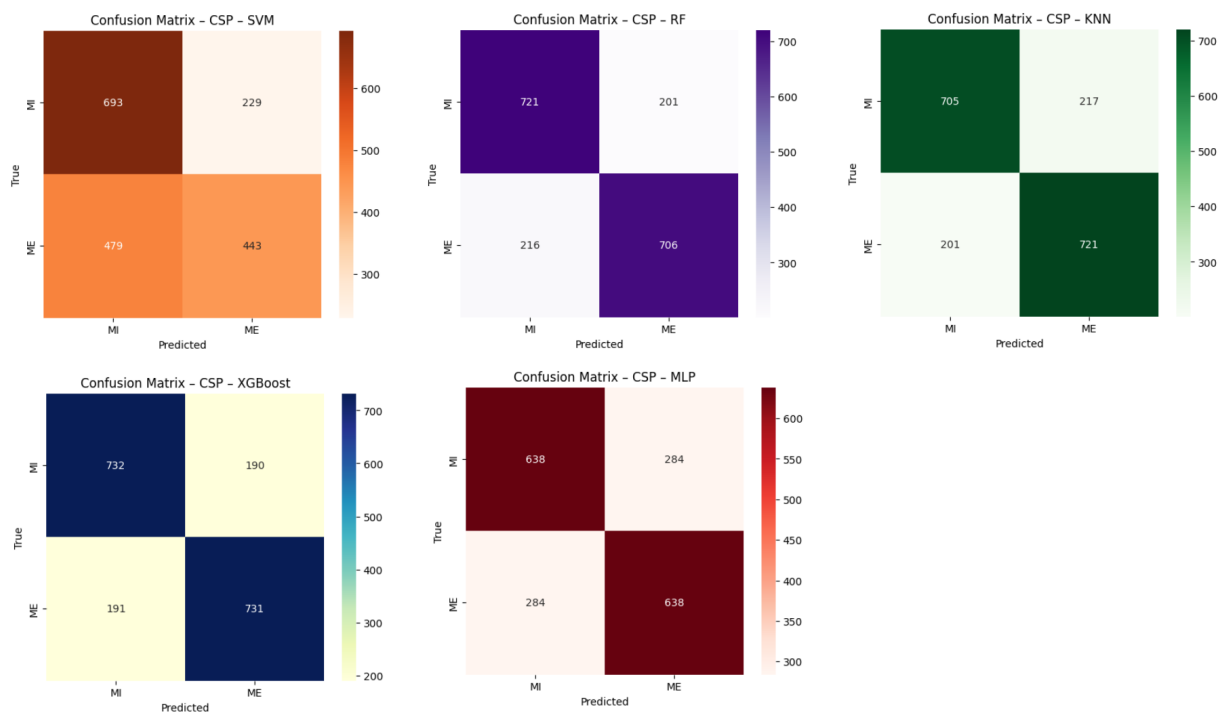 Confusion Matrix – CSP – SVM
True
MI
ME
693
229
479
443
MI
ME
Predicted
600
500
400
300
Confusion Matrix – CSP – RF
True
MI
ME
721
201
216
706
MI
ME
Predicted
700
600
500
400
300
Confusion Matrix – CSP – KNN
True
MI
ME
705
217
201
721
MI
ME
Predicted
700
600
500
400
300
Confusion Matrix – CSP – XGBoost
True
MI
ME
732
190
191
731
MI
ME
Predicted
700
600
500
400
300
200
Confusion Matrix – CSP – MLP
True
MI
ME
638
284
284
638
MI
ME
Predicted
600
550
500
450
400
350
300